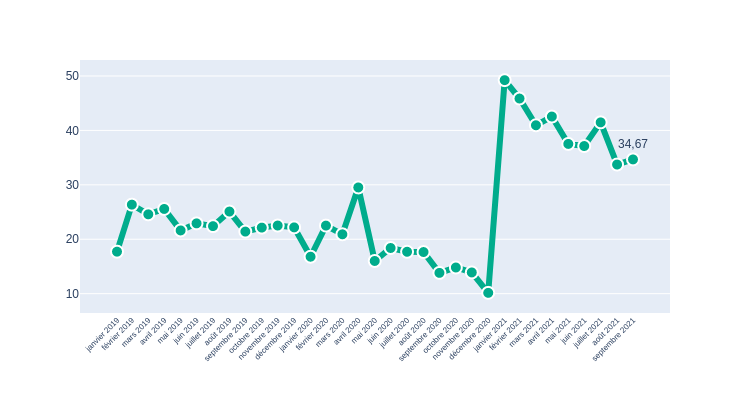 50
40
30
20
10
34,67
janvier 2019
février 2019
mars 2019
avril 2019
mai 2019
juin 2019
juillet 2019
août 2019
septembre 2019
octobre 2019
novembre 2019
décembre 2019
janvier 2020
février 2020
mars 2020
avril 2020
mai 2020
juin 2020
juillet 2020
août 2020
septembre 2020
octobre 2020
novembre 2020
décembre 2020
janvier 2021
février 2021
mars 2021
avril 2021
mai 2021
juin 2021
juillet 2021
août 2021
septembre 2021